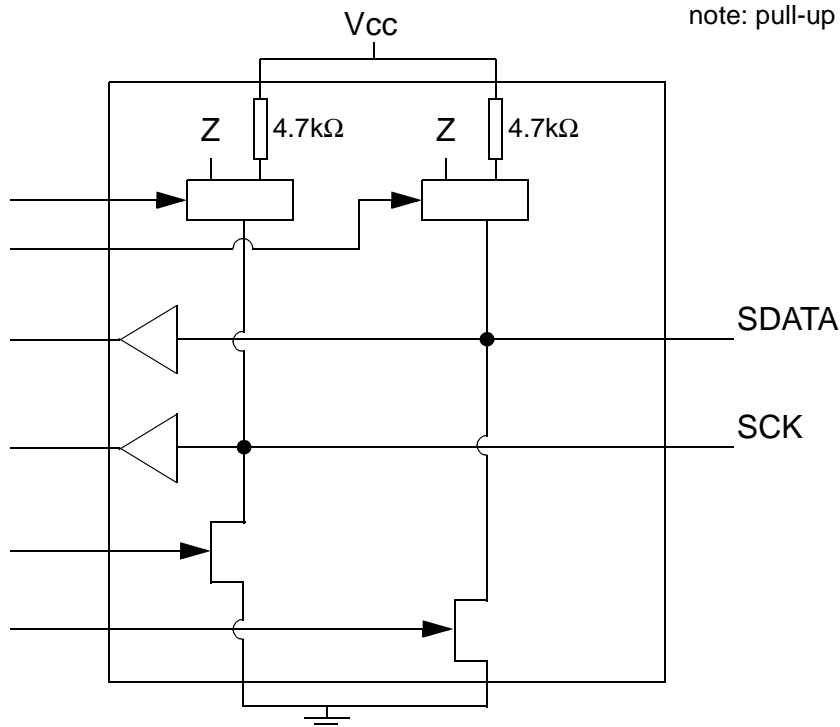 note: pull-up
Vcc
Z
4.7kΩ
Z
4.7kΩ
SDATA
SCK